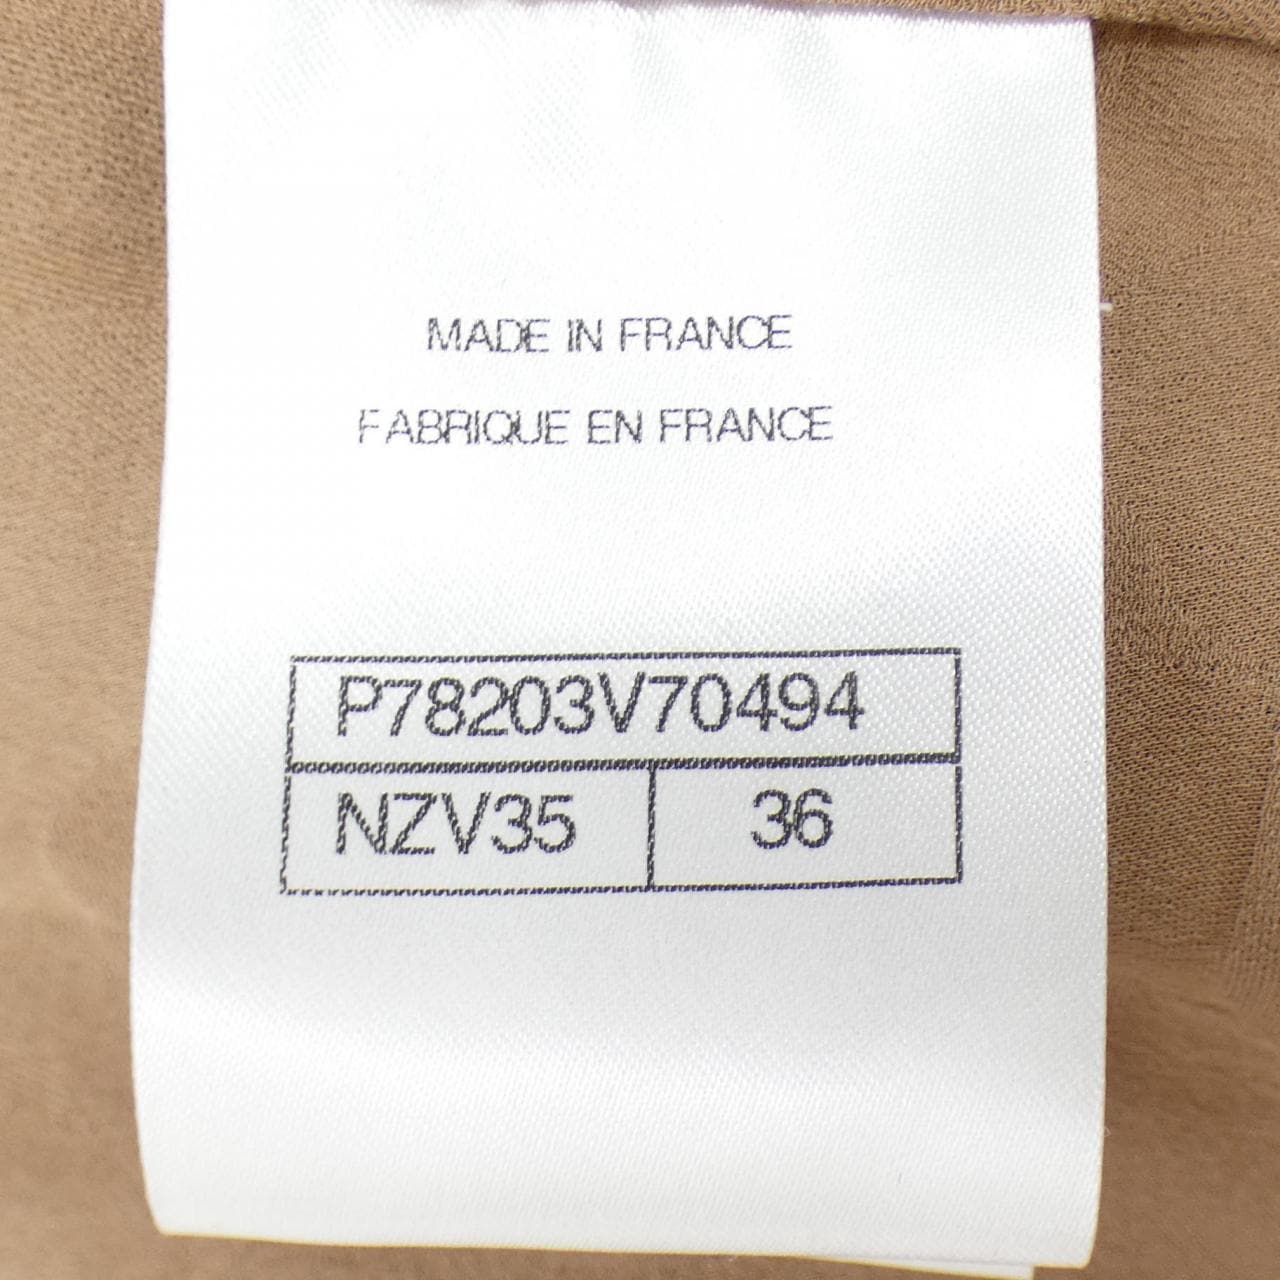 MADE IN FRANCE
FABRIQUE EN FRANCE
P78203V70494
NZV35 36